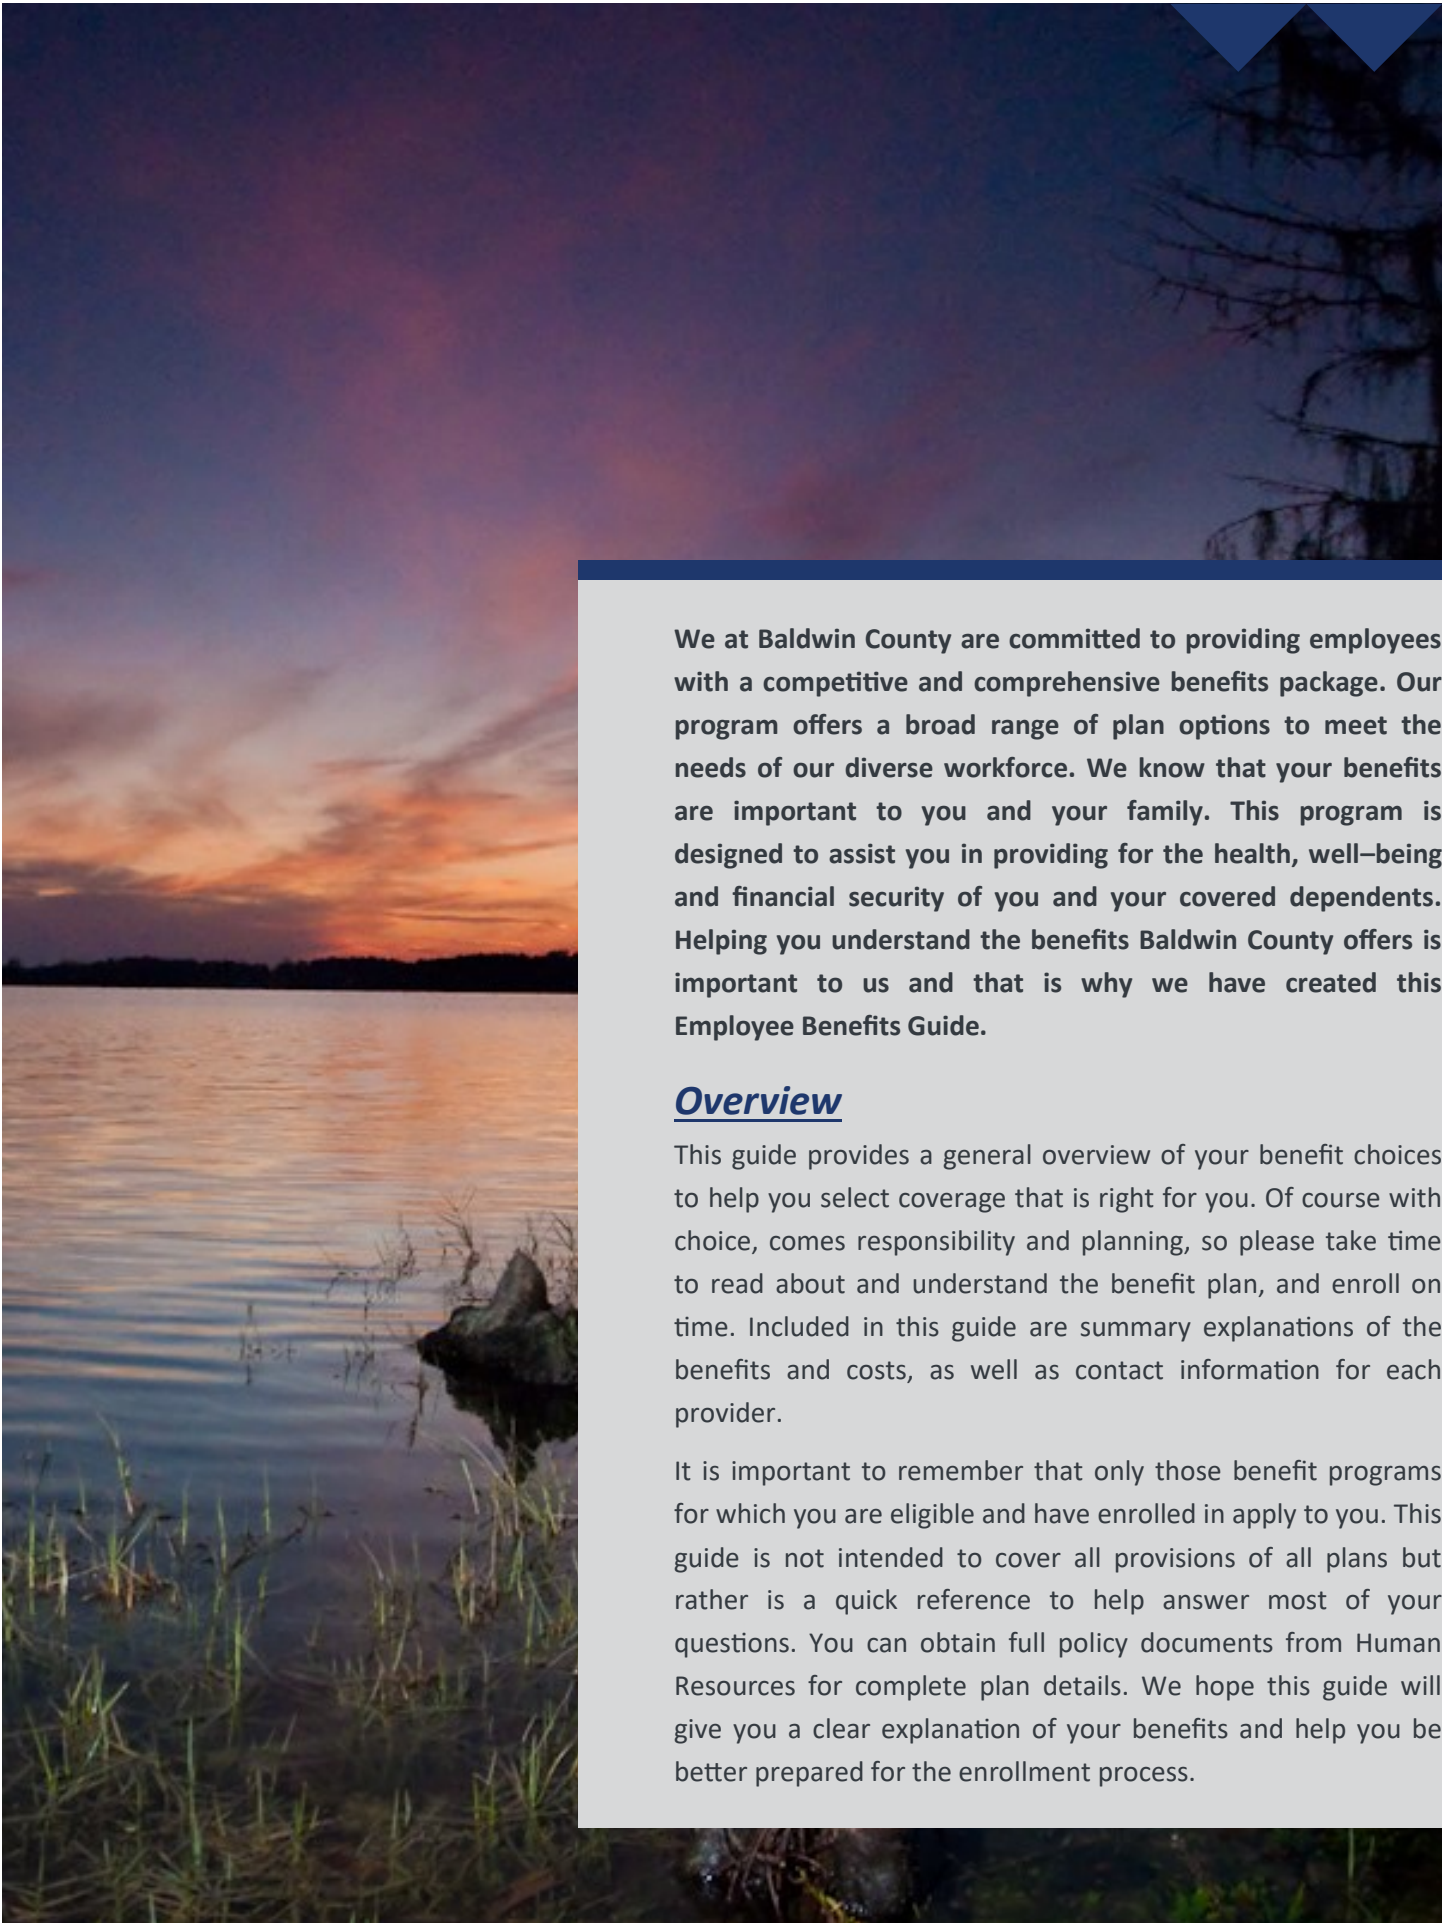 We at Baldwin County are committed to providing employees
with a competitive and comprehensive benefits package. Our
program offers a broad range of plan options to meet the
needs of our diverse workforce. We know that your benefits
are important to you and your family. This program is
designed to assist you in providing for the health, well–being
and financial security of you and your covered dependents.
Helping you understand the benefits Baldwin County offers is
important to us and that is why we have created this
Employee Benefits Guide.
Overview
This guide provides a general overview of your benefit choices
to help you select coverage that is right for you. Of course with
choice, comes responsibility and planning, so please take time
to read about and understand the benefit plan, and enroll on
time. Included in this guide are summary explanations of the
benefits and costs, as well as contact information for each
provider.
It is important to remember that only those benefit programs
for which you are eligible and have enrolled in apply to you. This
guide is not intended to cover all provisions of all plans but
rather is a quick reference to help answer most of your
questions. You can obtain full policy documents from Human
Resources for complete plan details. We hope this guide will
give you a clear explanation of your benefits and help you be
better prepared for the enrollment process.